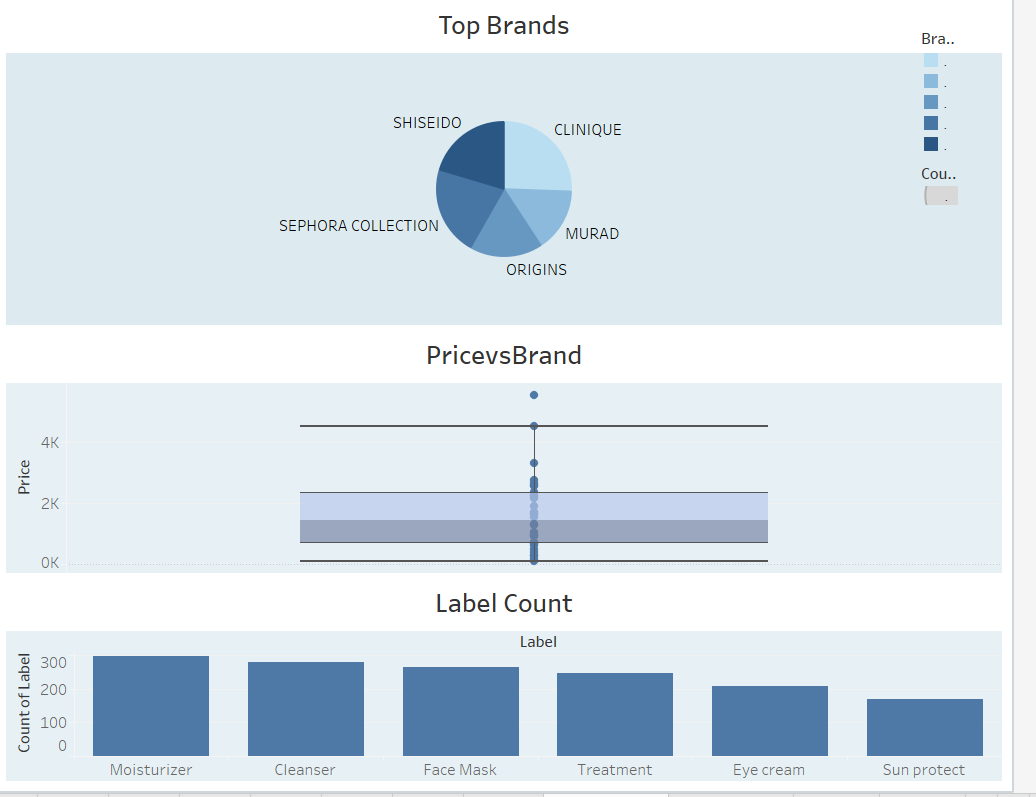 Top Brands
Bra..
.
.
.
.
.
Cou..
.
SHISEIDO
CLINIQUE
SEPHORA COLLECTION
MURAD
ORIGINS
PricevsBrand
Price
4K
2K
0K
Label Count
Label
Count of Label
300
200
100
0
Moisturizer Cleanser Face Mask Treatment Eye cream Sun protect